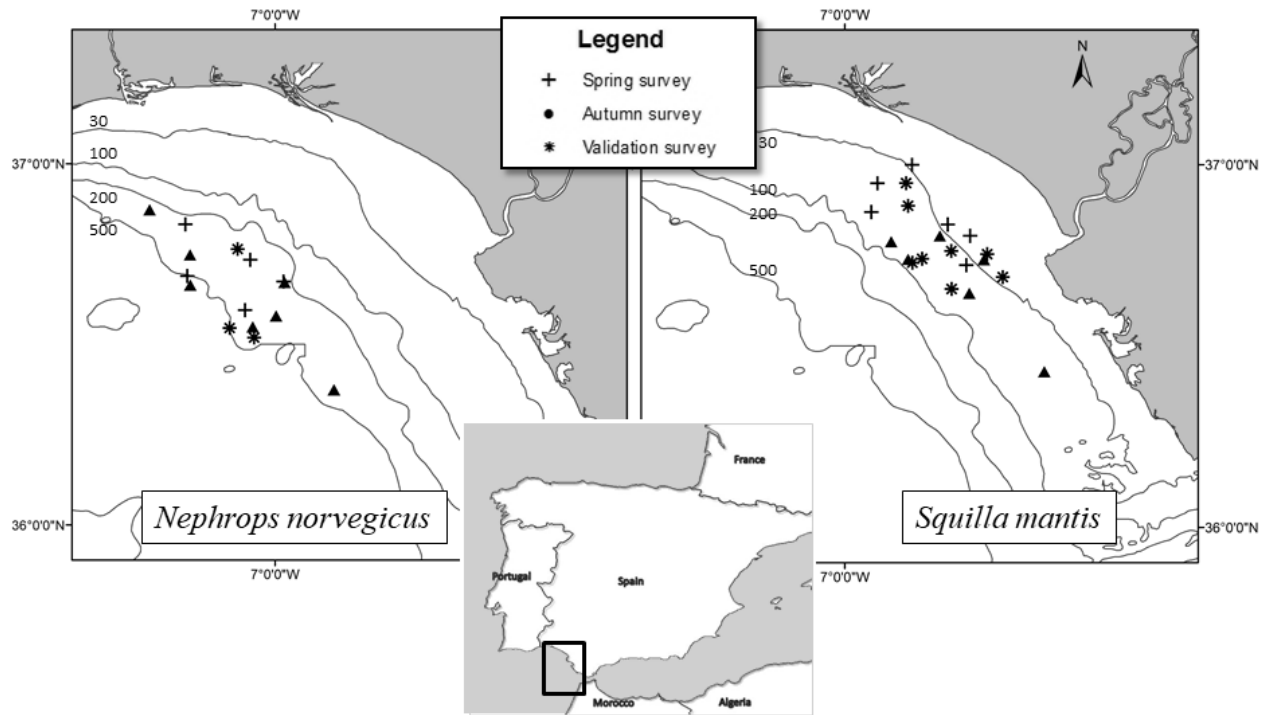 7°0'0"W
7°0'0"W
Legend
Spring survey
Autumn survey
Validation survey
N
37°0'0"N
37°0'0"N
30
100
200
500
30
100
200
500
36°0'0"N
36°0'0"N
Nephrops norvegicus
Squilla mantis
7°0'0"W
7°0'0"W
France
Portugal
Spain
Morocco
Algeria